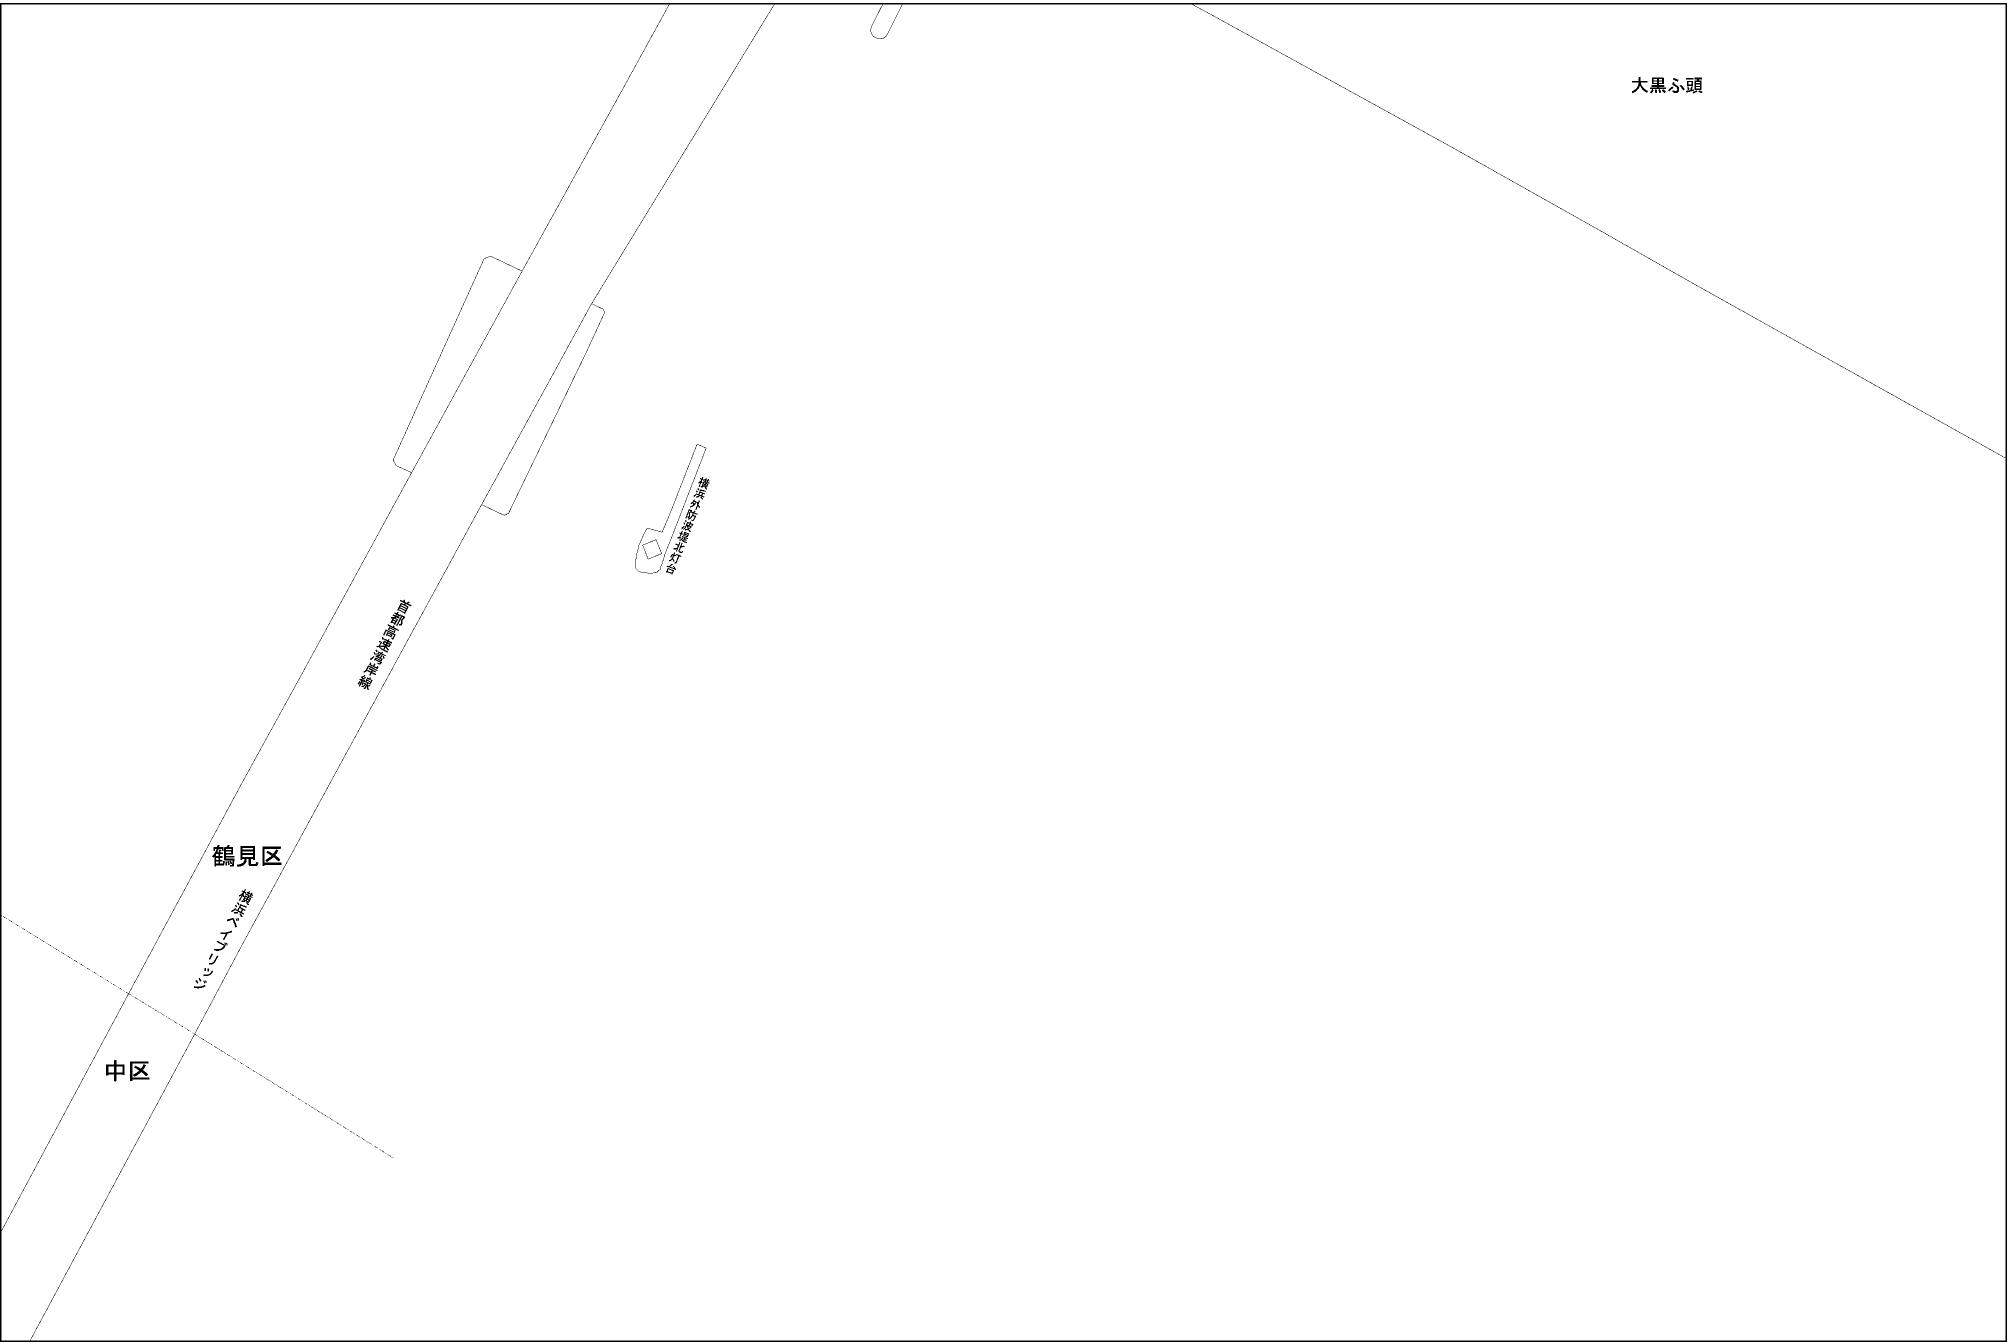 大黒ふ頭
横浜外防波堤北灯台
首都高速湾岸線
鶴見区
横浜ベイブリッジ
中区